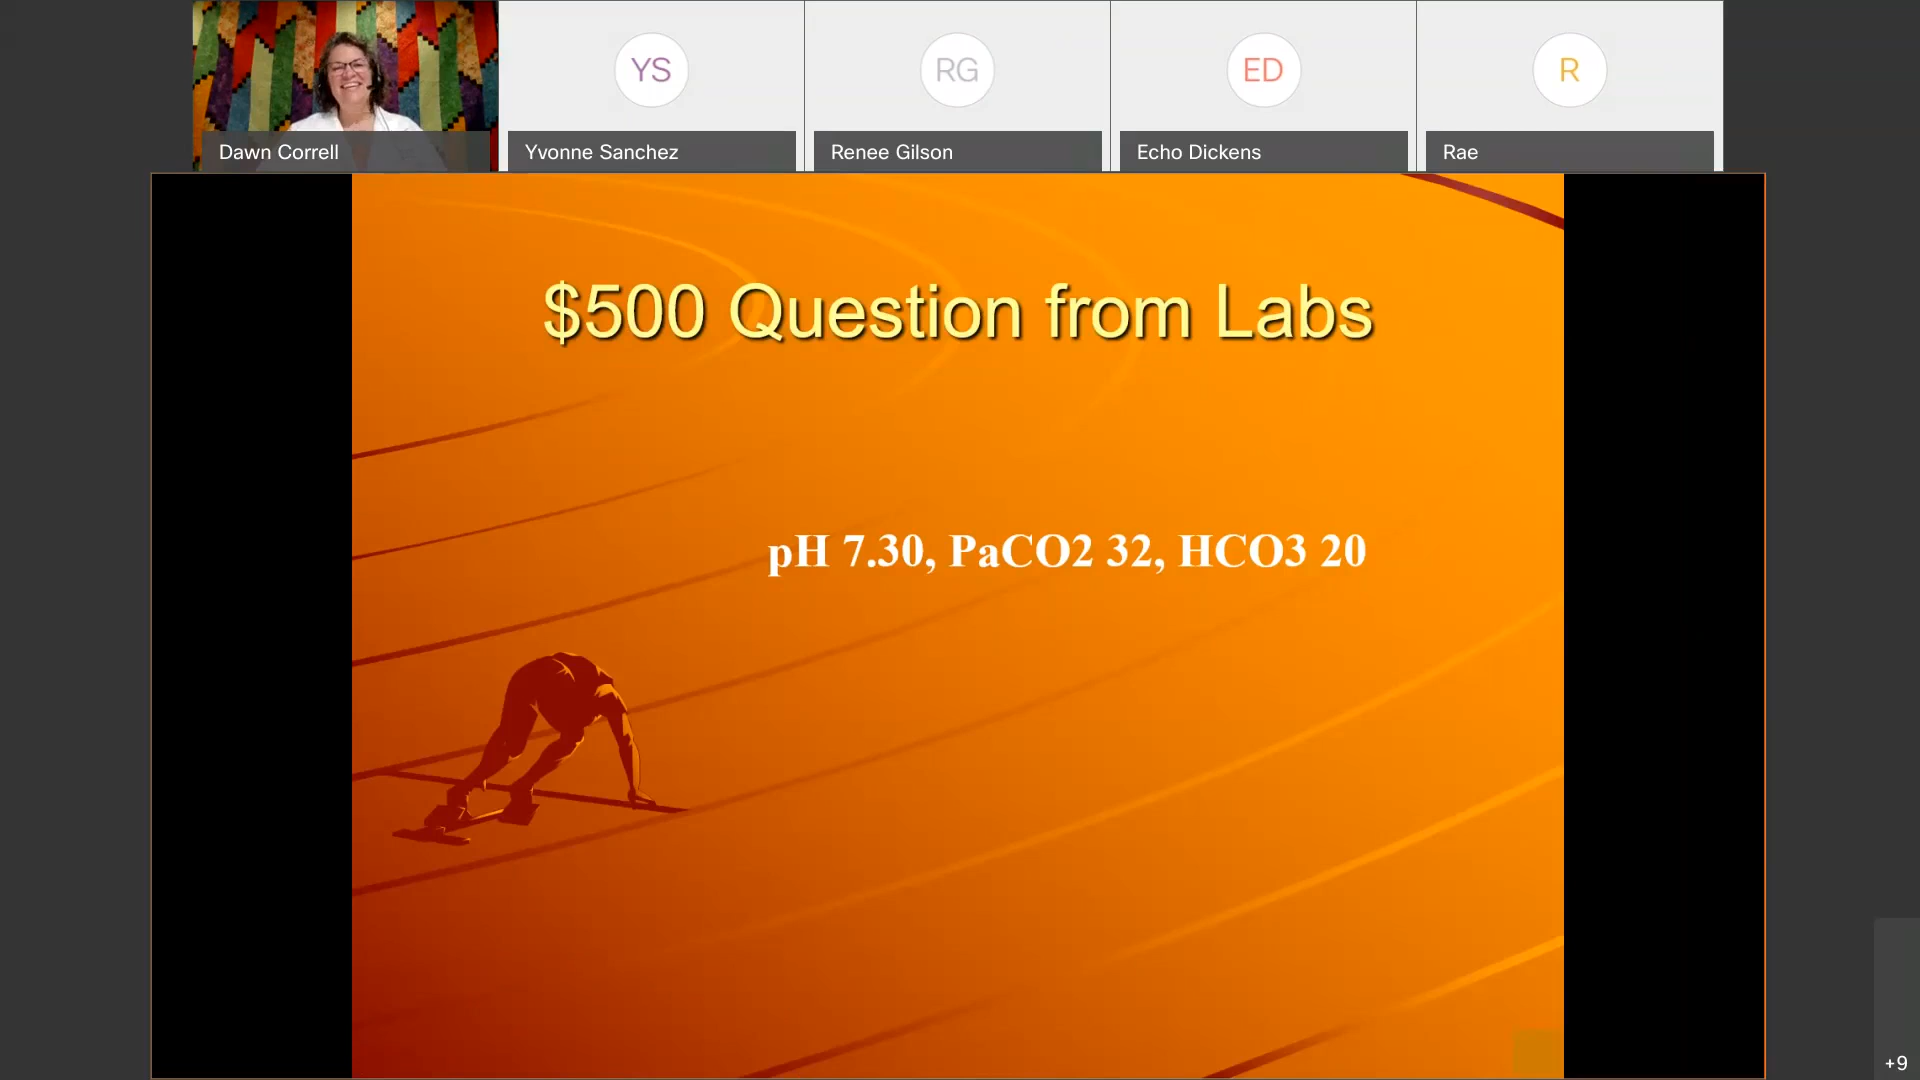 YS
RG
ED
R
Dawn Correll
Yvonne Sanchez
Renee Gilson
Echo Dickens
Rae
$500 Question from Labs
pH 7.30, PaCO2 32, HCO3 20
+9